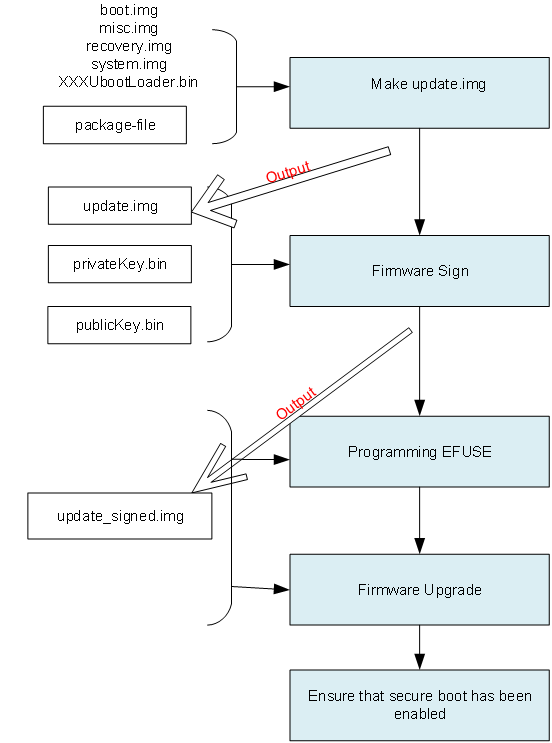 boot.img
misc.img
recovery.img
system.img
XXXUbootLoader.bin
package-file
Make update.img
Output
update.img
privateKey.bin
publicKey.bin
Firmware Sign
Output
update_signed.img
Programming EFUSE
Firmware Upgrade
Ensure that secure boot has been
enabled